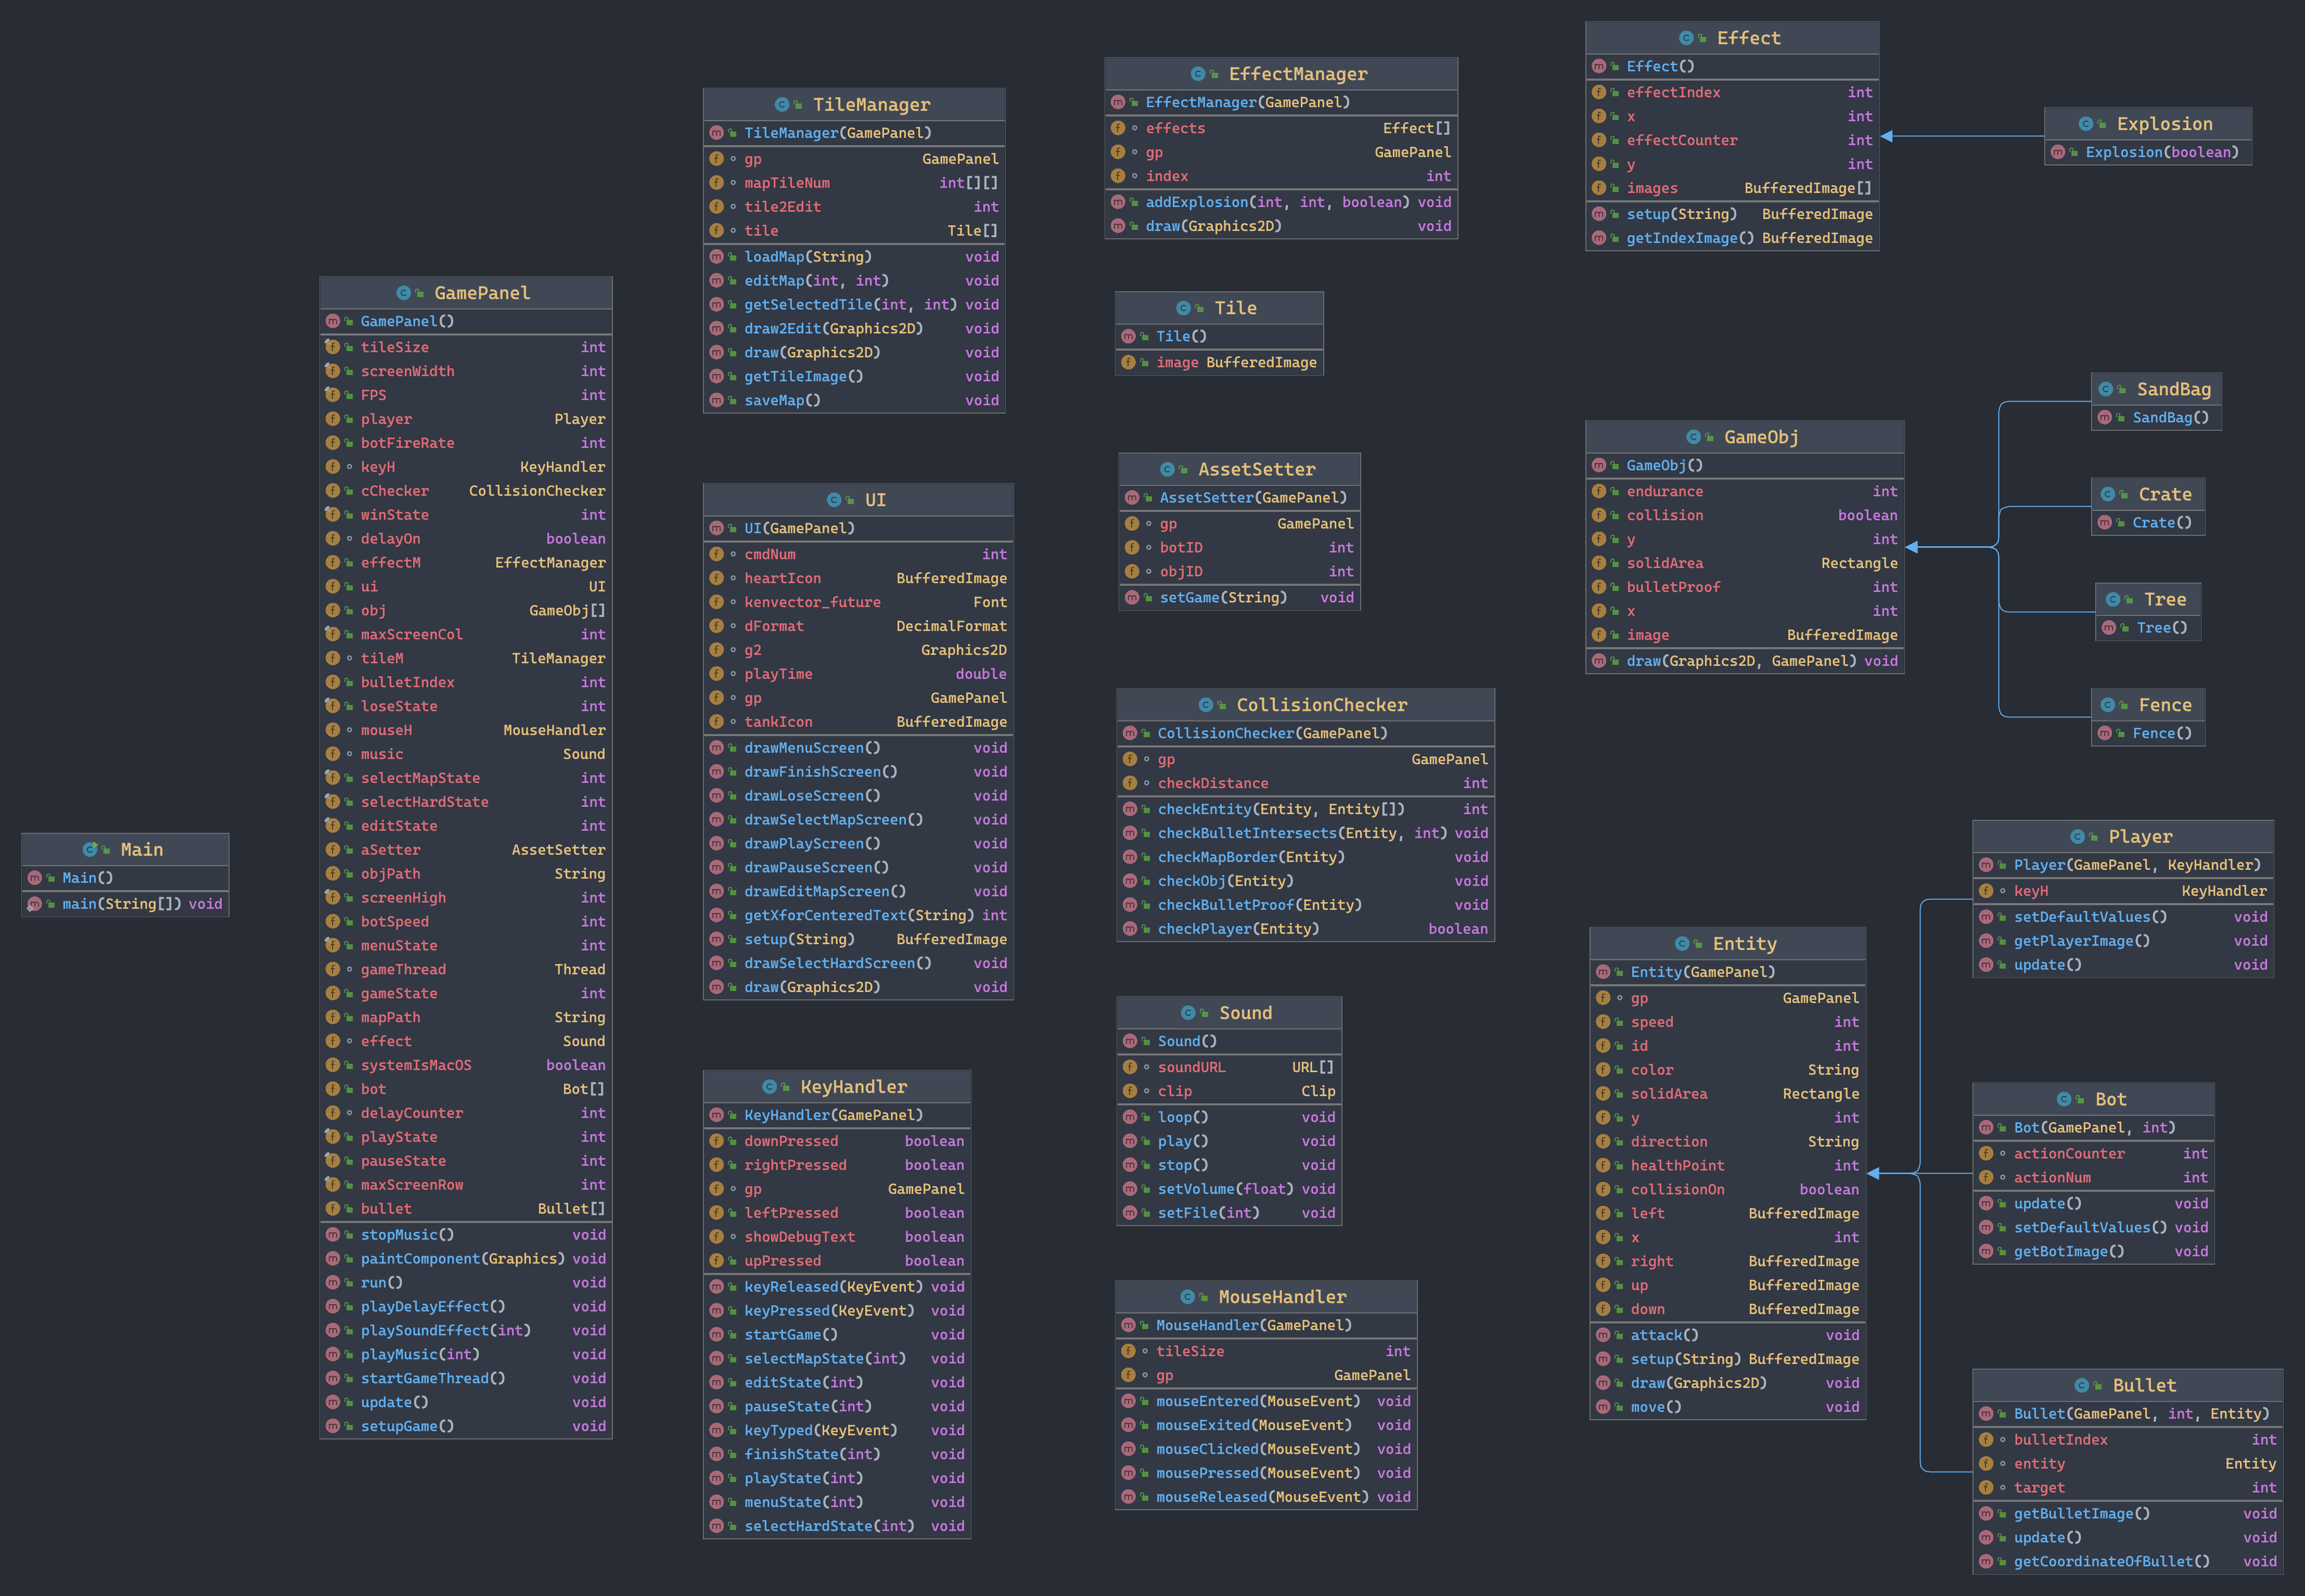 Main
Main()
main(String[]) void
GamePanel
GamePanel()
tileSize int
screenWidth int
FPS int
player Player
botFireRate int
keyH KeyHandler
cChecker CollisionChecker
winState int
delayOn boolean
effectM EffectManager
ui UI
obj GameObj[]
maxScreenCol int
tileM TileManager
bulletIndex int
loseState int
mouseH MouseHandler
music Sound
selectMapState int
selectHardState int
editState int
aSetter AssetSetter
objPath String
screenHigh int
botSpeed int
menuState int
gameThread Thread
gameState int
mapPath String
effect Sound
systemIsMacOS boolean
bot Bot[]
delayCounter int
playState int
pauseState int
maxScreenRow int
bullet Bullet[]
stopMusic() void
paintComponent(Graphics) void
run() void
playDelayEffect() void
playSoundEffect(int) void
playMusic(int) void
startGameThread() void
update() void
setupGame() void
TileManager
TileManager(GamePanel)
gp GamePanel
mapTileNum int[][]
tile2Edit int
tile Tile[]
loadMap(String) void
editMap(int, int) void
getSelectedTile(int, int) void
draw2Edit(Graphics2D) void
draw(Graphics2D) void
getTileImage() void
saveMap() void
UI
UI(GamePanel)
cmdNum int
heartIcon BufferedImage
kenvector_future Font
dFormat DecimalFormat
g2 Graphics2D
playTime double
gp GamePanel
tankIcon BufferedImage
drawMenuScreen() void
drawFinishScreen() void
drawLoseScreen() void
drawSelectMapScreen() void
drawPlayScreen() void
drawPauseScreen() void
drawEditMapScreen() void
getXforCenteredText(String) int
setup(String) BufferedImage
drawSelectHardScreen() void
draw(Graphics2D) void
KeyHandler
KeyHandler(GamePanel)
downPressed boolean
rightPressed boolean
gp GamePanel
leftPressed boolean
showDebugText boolean
upPressed boolean
keyReleased(KeyEvent) void
keyPressed(KeyEvent) void
startGame() void
selectMapState(int) void
editState(int) void
pauseState(int) void
keyTyped(KeyEvent) void
finishState(int) void
playState(int) void
menuState(int) void
selectHardState(int) void
EffectManager
EffectManager(GamePanel)
effects Effect[]
gp GamePanel
index int
addExplosion(int, int, boolean) void
draw(Graphics2D) void
Tile
Tile()
image BufferedImage
AssetSetter
AssetSetter(GamePanel)
gp GamePanel
botID int
objID int
setGame(String) void
CollisionChecker
CollisionChecker(GamePanel)
gp GamePanel
checkDistance int
checkEntity(Entity, Entity[]) int
checkBulletIntersects(Entity, int) void
checkMapBorder(Entity) void
checkObj(Entity) void
checkBulletProof(Entity) void
checkPlayer(Entity) boolean
Sound
Sound()
soundURL URL[]
clip Clip
loop() void
play() void
stop() void
setVolume(float) void
setFile(int) void
MouseHandler
MouseHandler(GamePanel)
tileSize int
gp GamePanel
mouseEntered(MouseEvent) void
mouseExited(MouseEvent) void
mouseClicked(MouseEvent) void
mousePressed(MouseEvent) void
mouseReleased(MouseEvent) void
Effect
Effect()
effectIndex int
x int
effectCounter int
y int
images BufferedImage[]
setup(String) BufferedImage
getIndexImage() BufferedImage
Explosion
Explosion(boolean)
GameObj
GameObj()
endurance int
collision boolean
y int
solidArea Rectangle
bulletProof int
x int
image BufferedImage
draw(Graphics2D, GamePanel) void
SandBag
SandBag()
Crate
Crate()
Tree
Tree()
Fence
Fence()
Entity
Entity(GamePanel)
gp GamePanel
speed int
id int
color String
solidArea Rectangle
y int
direction String
healthPoint int
collisionOn boolean
left BufferedImage
x int
right BufferedImage
up BufferedImage
down BufferedImage
attack() void
setup(String) BufferedImage
draw(Graphics2D) void
move() void
Player
Player(GamePanel, KeyHandler)
keyH KeyHandler
setDefaultValues() void
getPlayerImage() void
update() void
Bot
Bot(GamePanel, int)
actionCounter int
actionNum int
update() void
setDefaultValues() void
getBotImage() void
Bullet
Bullet(GamePanel, int, Entity)
bulletIndex int
entity Entity
target int
getBulletImage() void
update() void
getCoordinateOfBullet() void